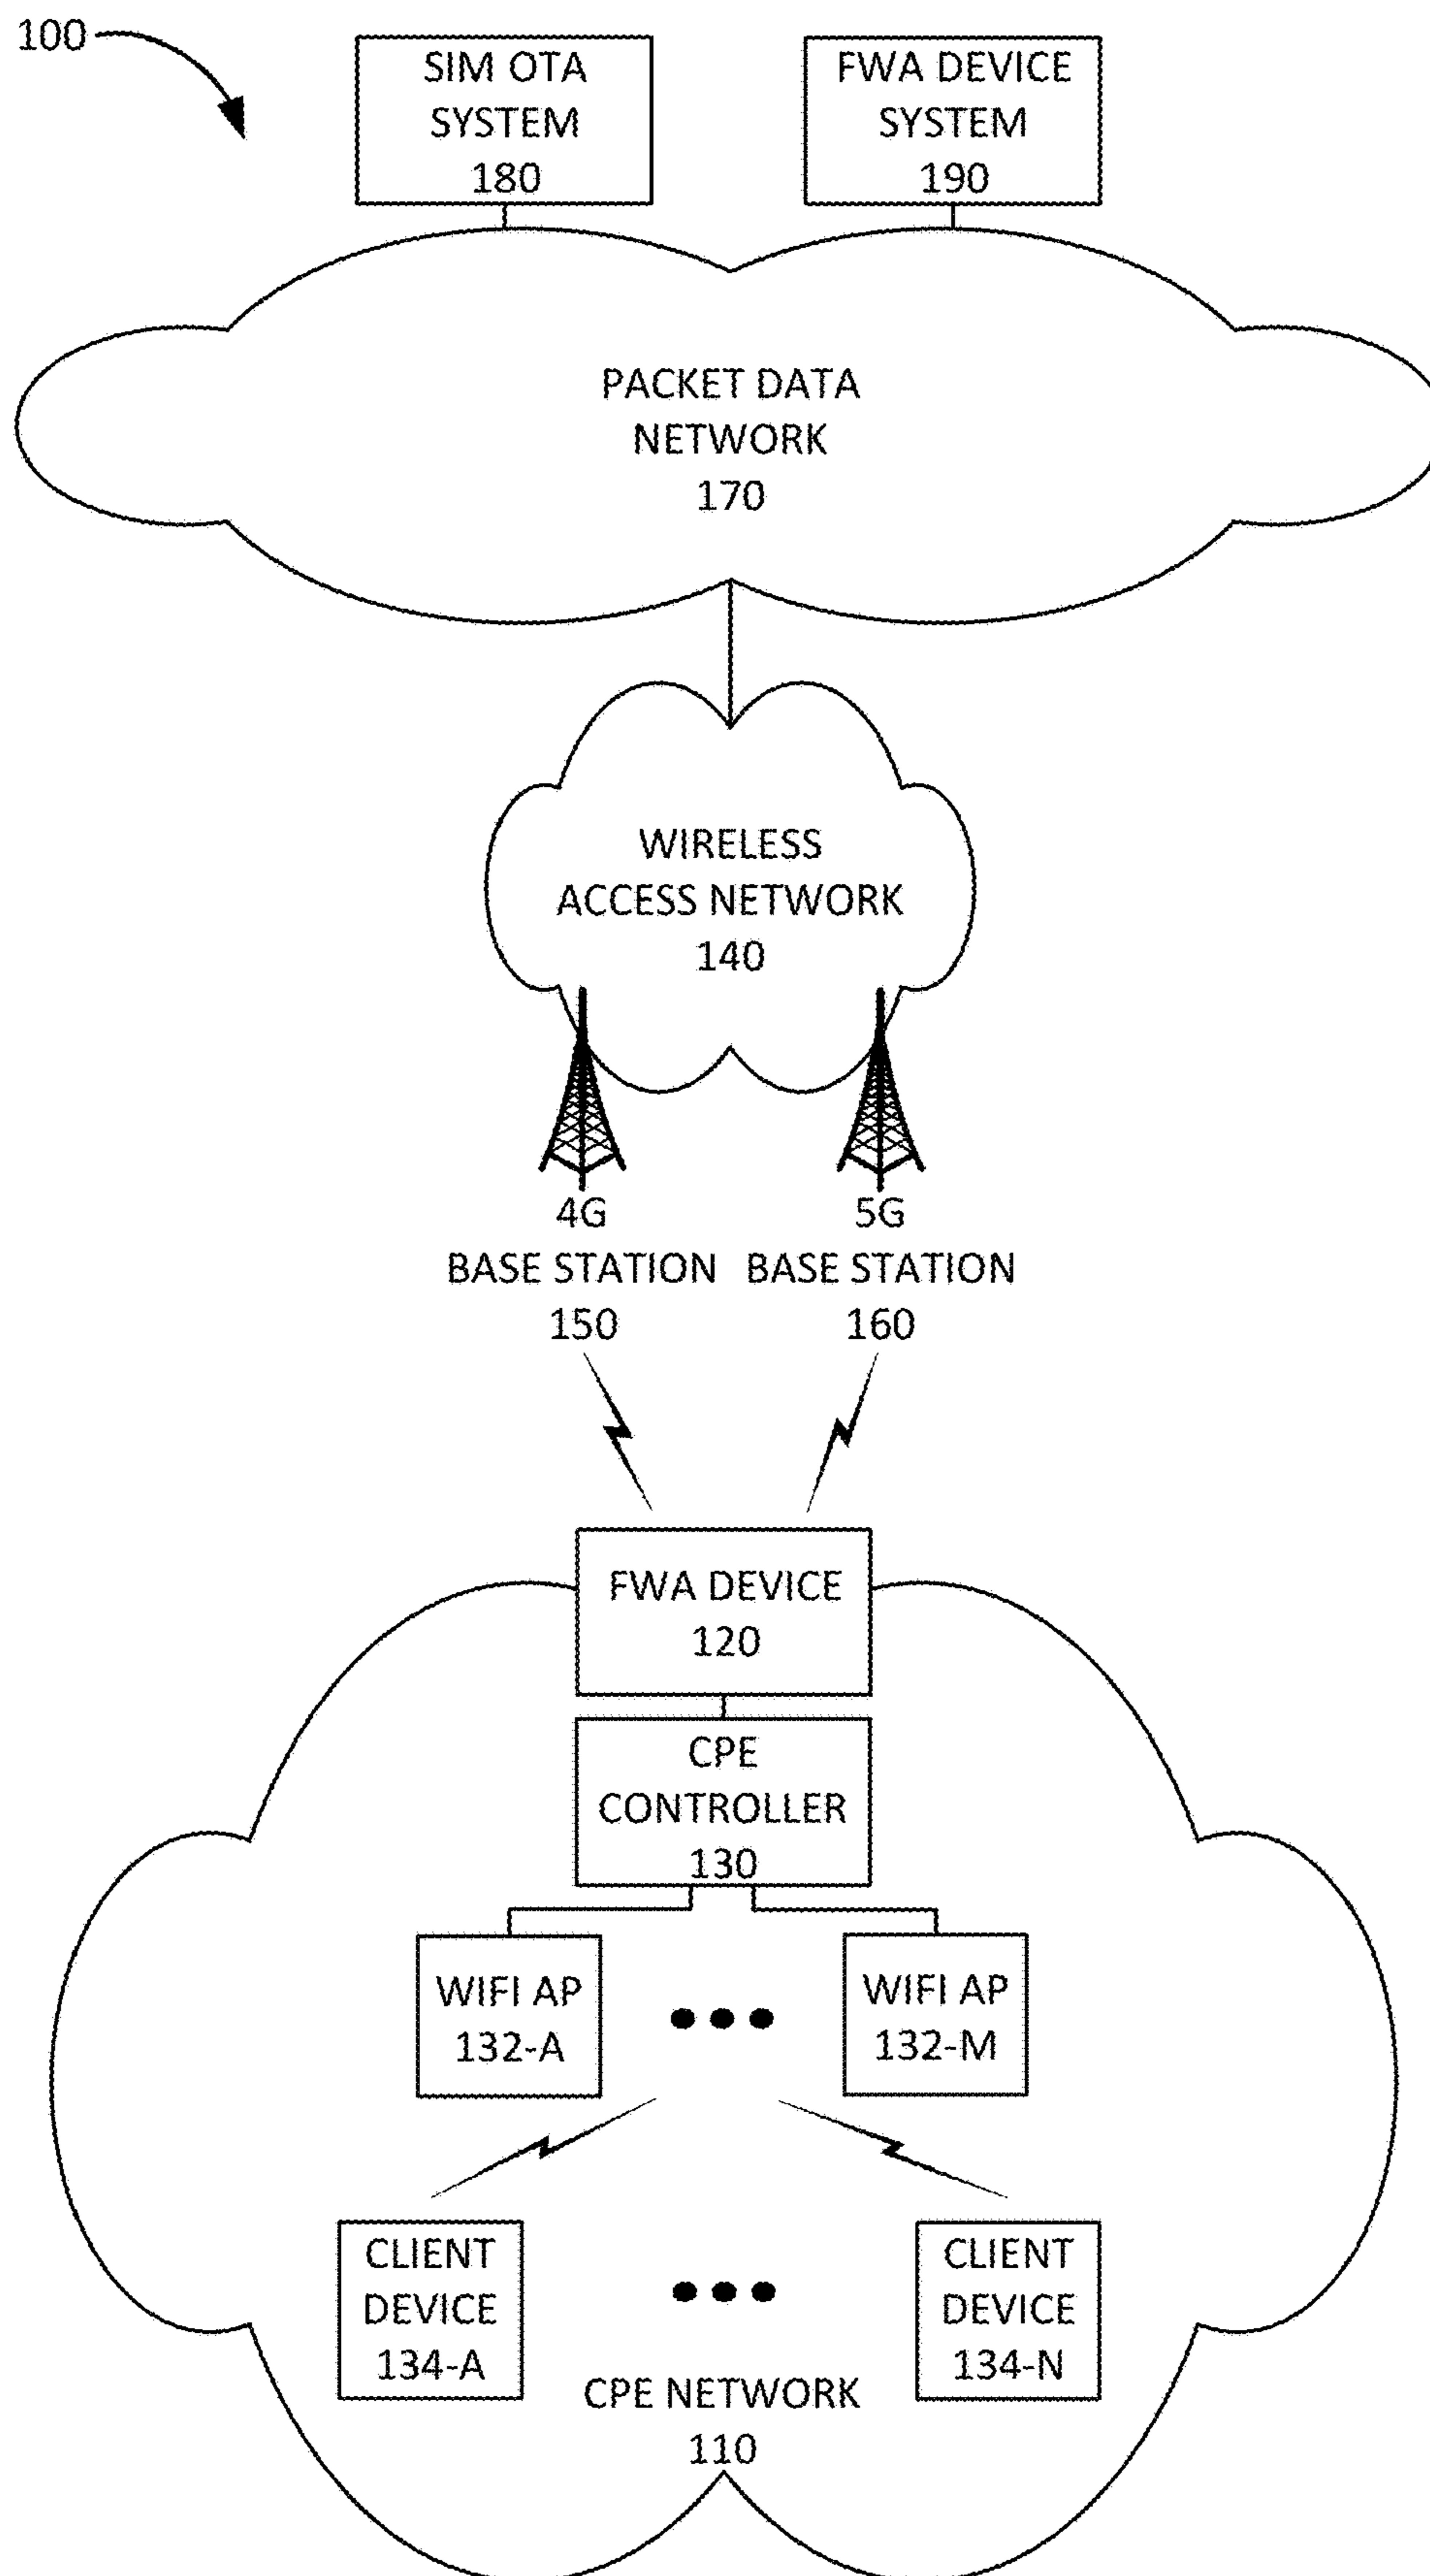 100
SIM OTA
SYSTEM
180
FWA DEVICE
SYSTEM
190
PACKET DATA
NETWORK
170
WIRELESS
ACCESS NETWORK
140
4G
BASE STATION
150
5G
BASE STATION
160
FWA DEVICE
120
CPE
CONTROLLER
130
WIFI AP
132-A
WIFI AP
132-M
CLIENT
DEVICE
134-A
CLIENT
DEVICE
134-N
CPE NETWORK
110